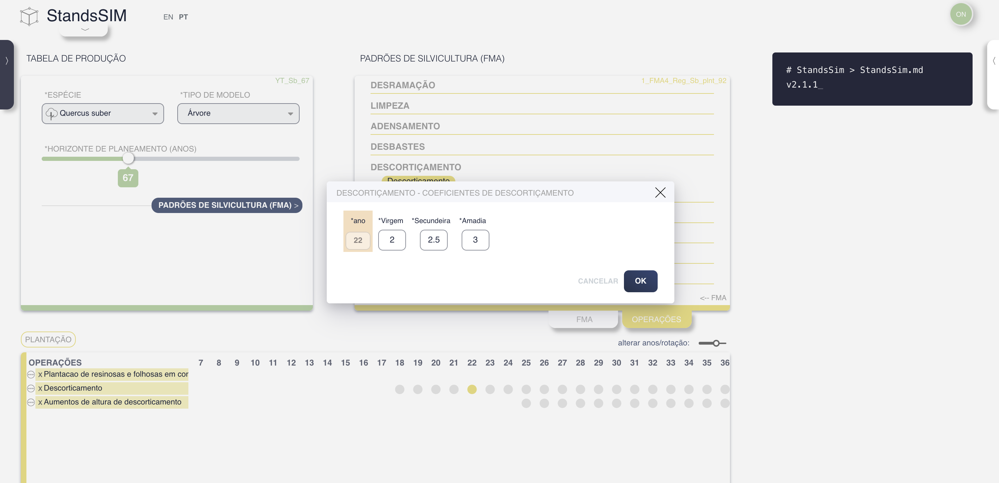 StandsSIM
EN PT
ON
TABELA DE PRODUÇÃO
YT_Sb_67
*ESPÉCIE
*TIPO DE MODELO
Quercus suber
Árvore
*HORIZONTE DE PLANEAMENTO (ANOS)
67
PADRÕES DE SILVICULTURA (FMA) >
PADRÕES DE SILVICULTURA (FMA)
1_FMA4_Reg_Sb_plnt_92
DESRAMAÇÃO
LIMPEZA
ADENSAMENTO
DESBASTES
DESCORTIÇAMENTO
Descorticamento
# StandsSim > StandsSim.md
v2.1.1_
DESCORTIÇAMENTO - COEFICIENTES DE DESCORTIÇAMENTO
*ano *Virgem *Secundeira *Amadia
22 2 2.5 3
CANCELAR OK
<-- FMA
FMA OPERAÇÕES
PLANTAÇÃO
alterar anos/rotação:
OPERAÇÕES 7 8 9 10 11 12 13 14 15 16 17 18 19 20 21 22 23 24 25 26 27 28 29 30 31 32 33 34 35 36
x Plantacao de resinosas e folhosas em cor
x Descorticamento
x Aumentos de altura de descorticamento